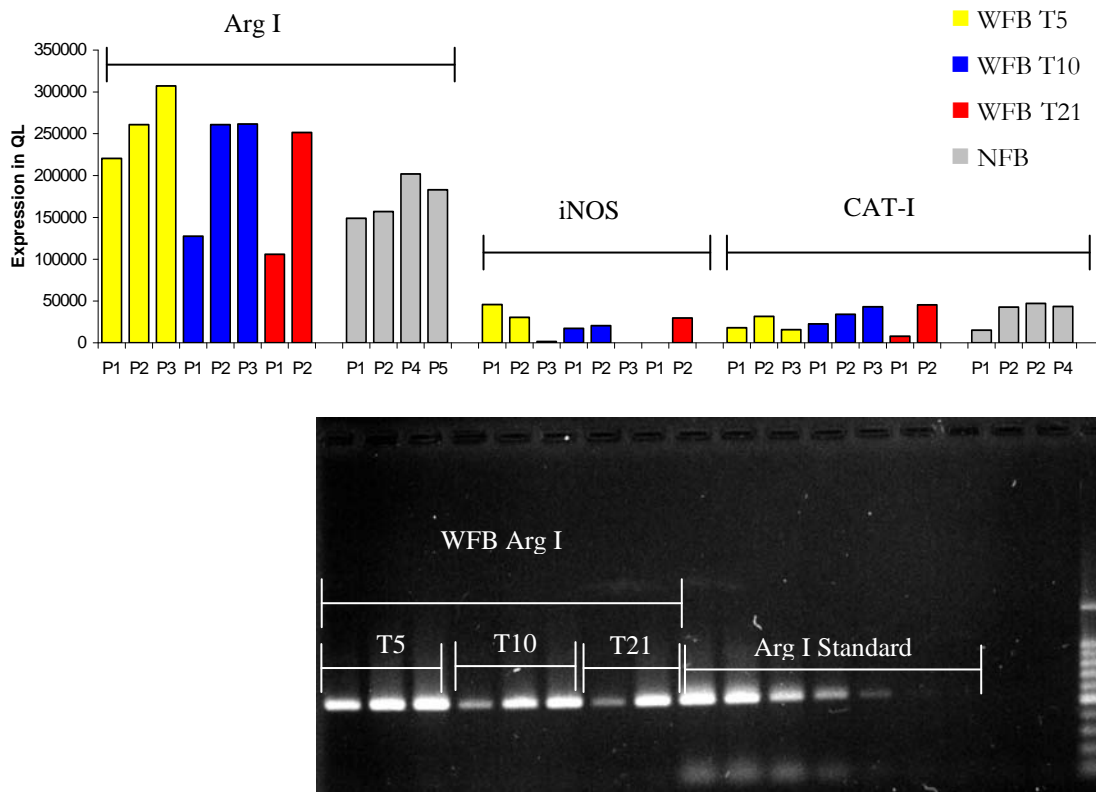 Arg I
WFB T5
WFB T10
WFB T21
NFB
Expression in QL
350000
300000
250000
200000
150000
100000
50000
0
iNOS
CAT-I
P1 P2 P3 P1 P2 P3 P1 P2 P1 P2 P4 P5 P1 P2 P3 P1 P2 P3 P1 P2 P1 P2 P3 P1 P2 P3 P1 P2 P1 P2 P2 P4
WFB Arg I
T5 T10 T21 Arg I Standard